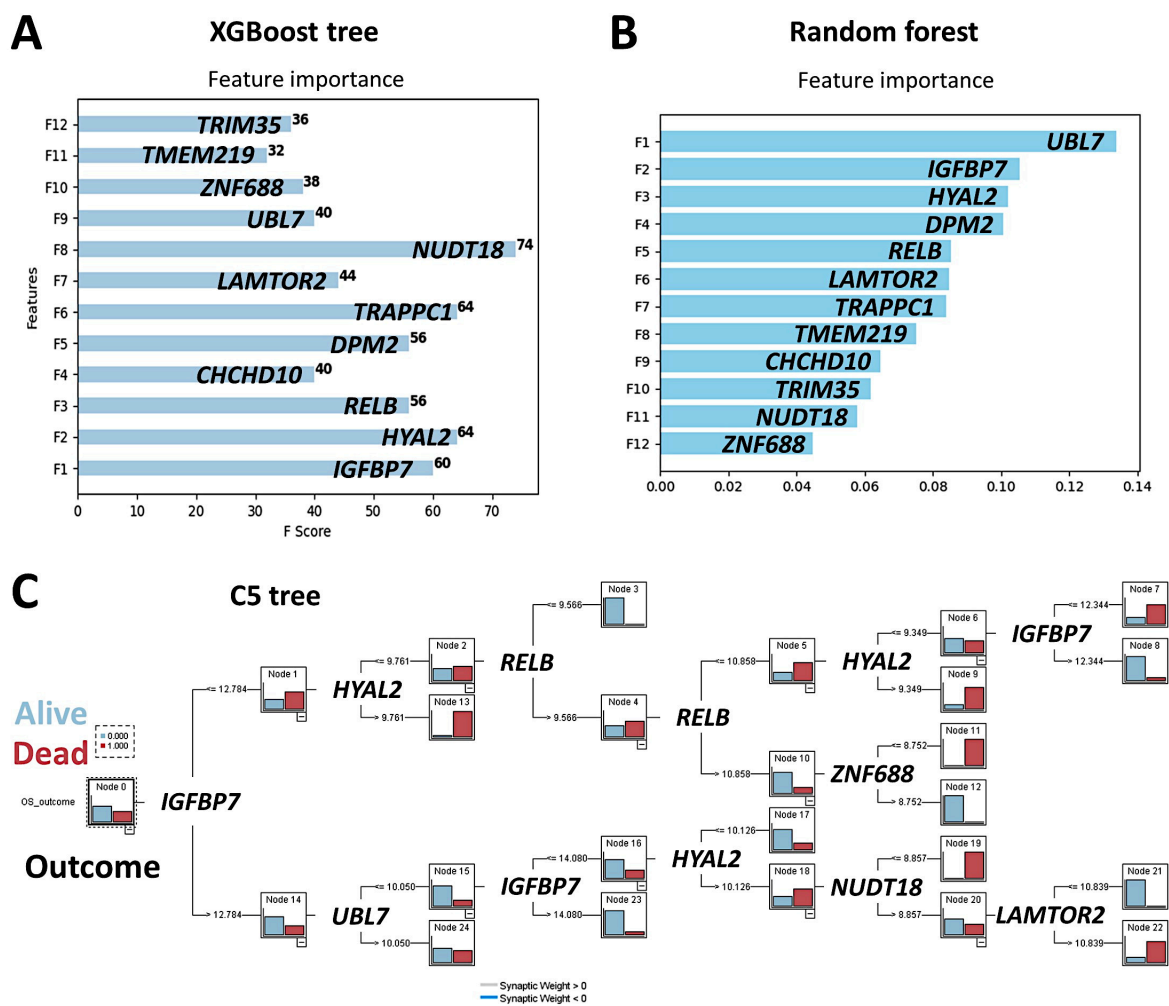 A
XGBoost tree
Feature importance
Features
F12 TRIM35 36
F11 TMEM219 32
F10 ZNF688 38
F9 UBL7 40
F8 NUDT18 74
F7 LAMTOR2 44
F6 TRAPPC1 64
F5 DPM2 56
F4 CHCHD10 40
F3 RELB 56
F2 HYAL2 64
F1 IGFBP7 60
0 10 20 30 40 50 60 70
F Score
B
Random forest
Feature importance
F1 UBL7
F2 IGFBP7
F3 HYAL2
F4 DPM2
F5 RELB
F6 LAMTOR2
F7 TRAPPC1
F8 TMEM219
F9 CHCHD10
F10 TRIM35
F11 NUDT18
F12 ZNF688
0.00 0.02 0.04 0.06 0.08 0.10 0.12 0.14
C
C5 tree
Alive
Dead
0.000
1.000
OS_outcome
Node 0
IGFBP7
Outcome
<= 12.784
Node 1
HYAL2
<= 9.761
Node 2
> 9.761
Node 13
RELB
<= 9.566
Node 3
> 9.566
Node 4
RELB
<= 10.858
Node 5
> 10.858
Node 10
HYAL2
<= 9.349
Node 6
> 9.349
Node 9
IGFBP7
<= 12.344
Node 7
> 12.344
Node 8
ZNF688
<= 8.752
Node 11
> 8.752
Node 12
> 12.784
Node 14
UBL7
<= 10.050
Node 15
> 10.050
Node 24
IGFBP7
<= 14.080
Node 16
> 14.080
Node 23
HYAL2
<= 10.126
Node 17
> 10.126
Node 18
NUDT18
<= 8.857
Node 19
> 8.857
Node 20
LAMTOR2
<= 10.839
Node 21
> 10.839
Node 22
Synaptic Weight > 0
Synaptic Weight < 0